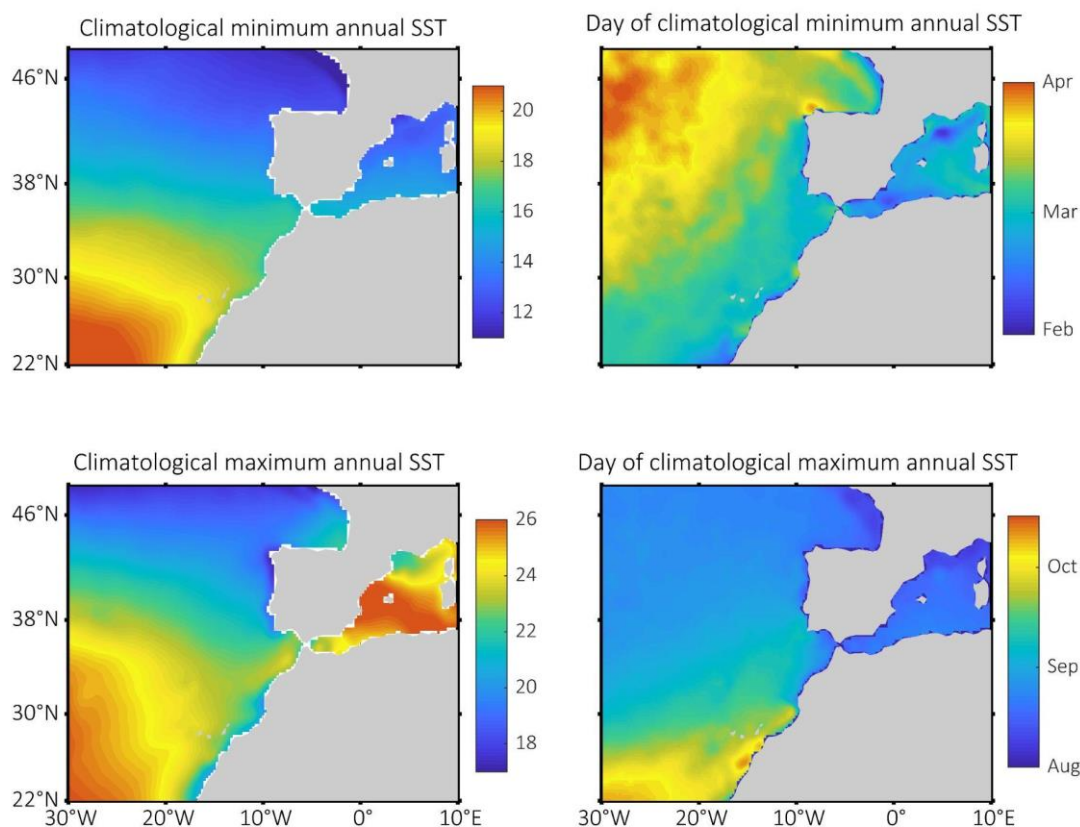 Climatological minimum annual SST
46°N
38°N
30°N
22°N
20
18
16
14
12
Day of climatological minimum annual SST
Apr
Mar
Feb
Climatological maximum annual SST
46°N
38°N
30°N
22°N
30°W
20°W
10°W
0°
10°E
26
24
22
20
18
Day of climatological maximum annual SST
30°W
20°W
10°W
0°
10°E
Oct
Sep
Aug